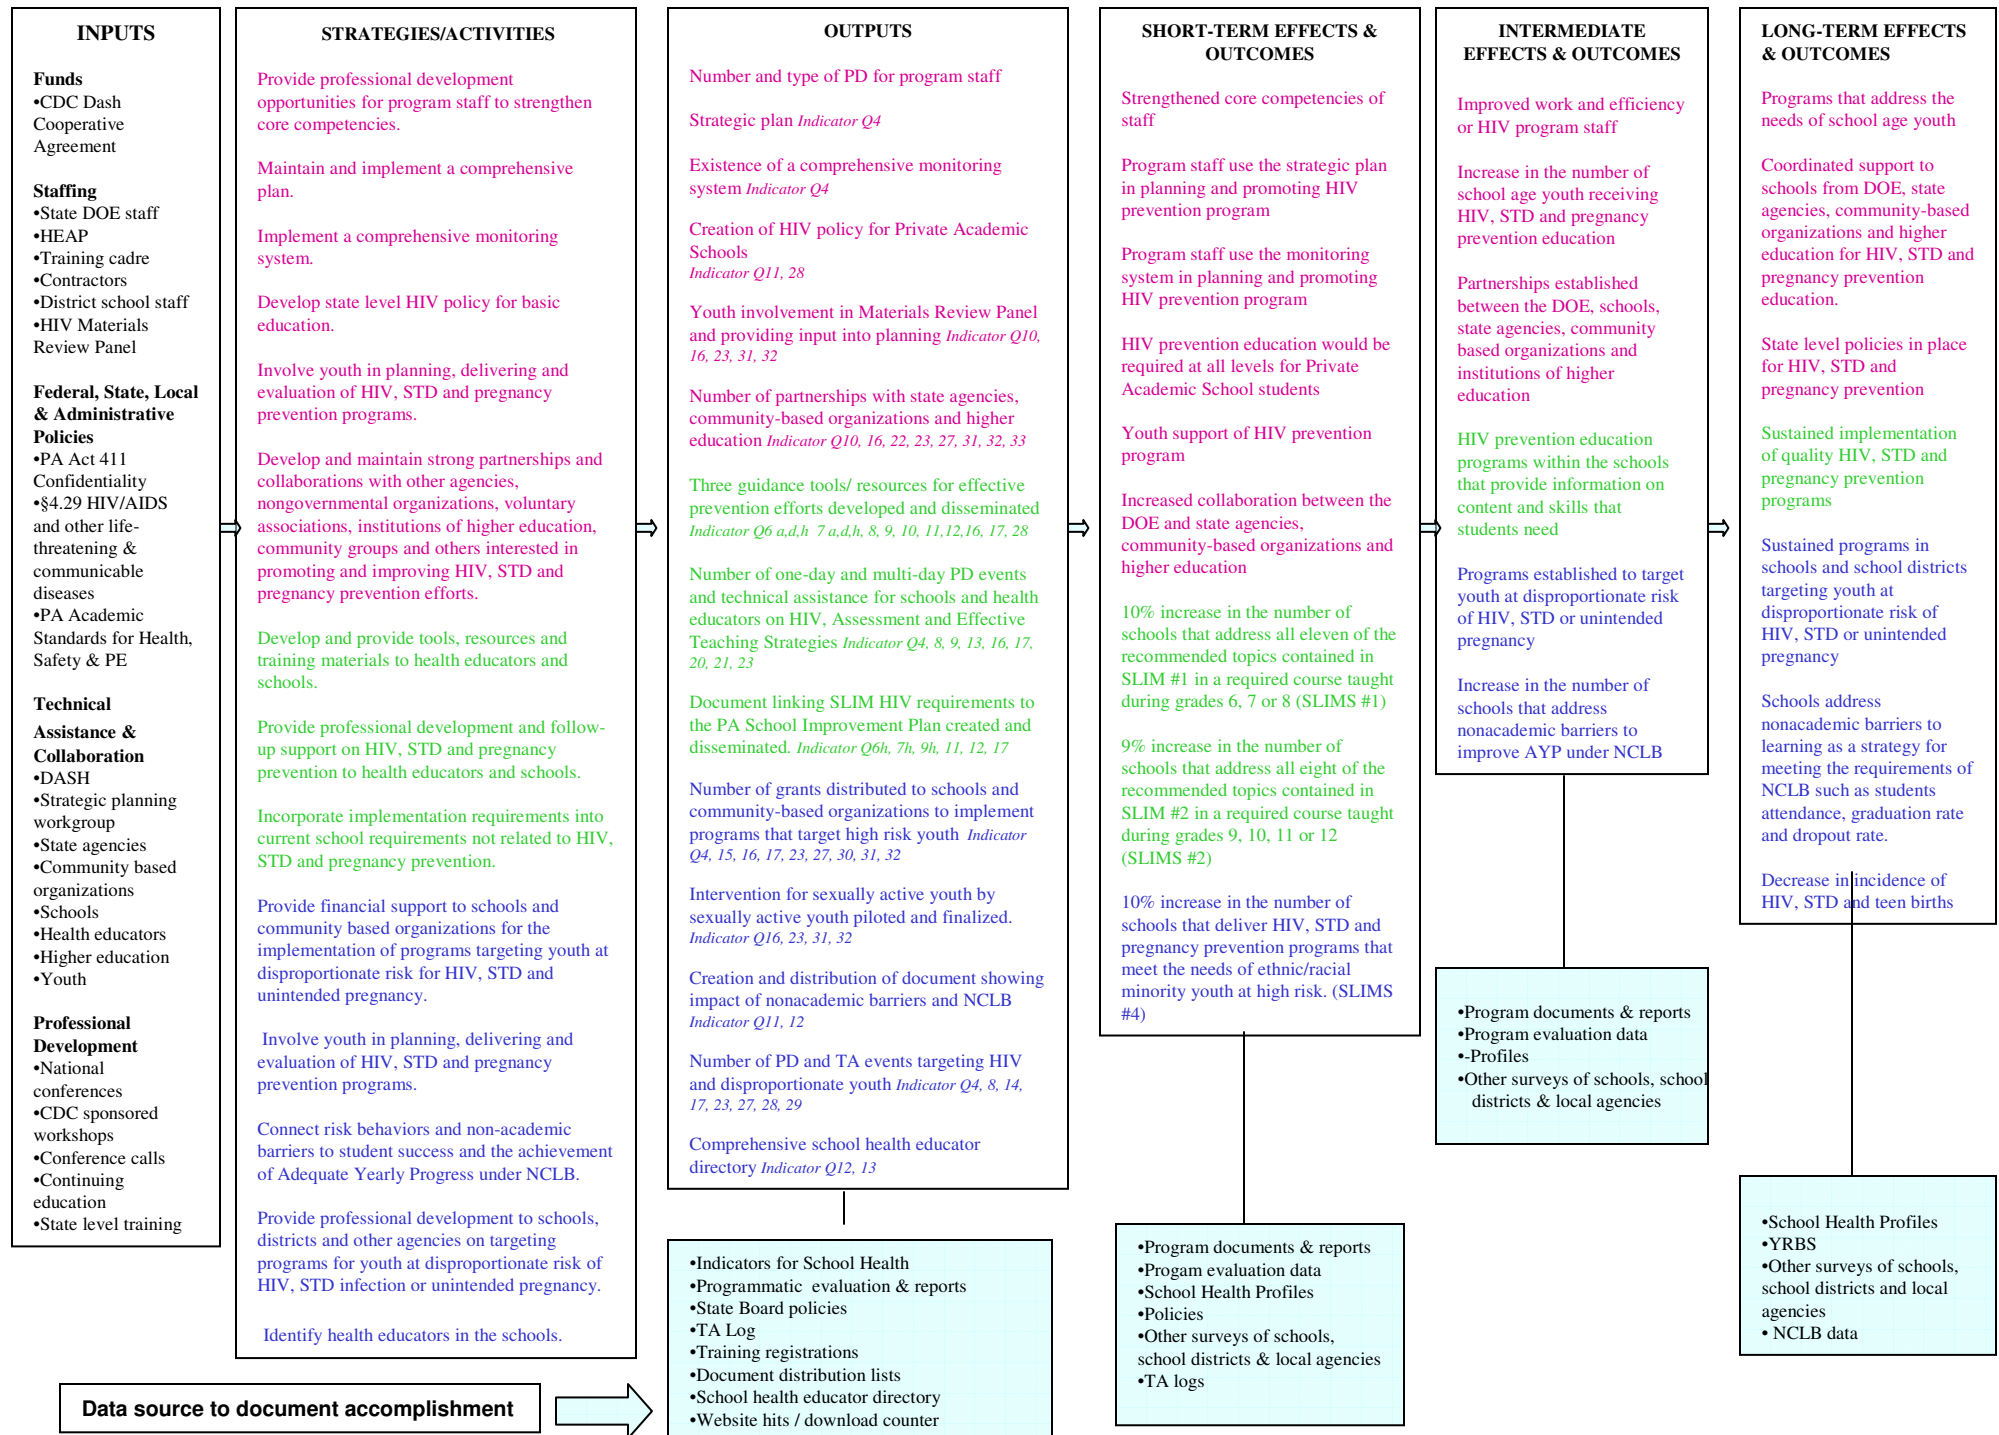 INPUTS
Funds
•CDC Dash
Cooperative
Agreement
Staffing
•State DOE staff
•HEAP
•Training cadre
•Contractors
•District school staff
•HIV Materials
Review Panel
Federal, State, Local
& Administrative
Policies
•PA Act 411
Confidentiality
•§4.29 HIV/AIDS
and other life-
threatening &
communicable
diseases
•PA Academic
Standards for Health,
Safety & PE
Technical
Assistance &
Collaboration
•DASH
•Strategic planning
workgroup
•State agencies
•Community based
organizations
•Schools
•Health educators
•Higher education
•Youth
Professional
Development
•National
conferences
•CDC sponsored
workshops
•Conference calls
•Continuing
education
•State level training
STRATEGIES/ACTIVITIES
Provide professional development
opportunities for program staff to strengthen
core competencies.
Maintain and implement a comprehensive
plan.
Implement a comprehensive monitoring
system.
Develop state level HIV policy for basic
education.
Involve youth in planning, delivering and
evaluation of HIV, STD and pregnancy
prevention programs.
Develop and maintain strong partnerships and
collaborations with other agencies,
nongovernmental organizations, voluntary
associations, institutions of higher education,
community groups and others interested in
promoting and improving HIV, STD and
pregnancy prevention efforts.
Develop and provide tools, resources and
training materials to health educators and
schools.
Provide professional development and follow-
up support on HIV, STD and pregnancy
prevention to health educators and schools.
Incorporate implementation requirements into
current school requirements not related to HIV,
STD and pregnancy prevention.
Provide financial support to schools and
community based organizations for the
implementation of programs targeting youth at
disproportionate risk for HIV, STD and
unintended pregnancy.
Involve youth in planning, delivering and
evaluation of HIV, STD and pregnancy
prevention programs.
Connect risk behaviors and non-academic
barriers to student success and the achievement
of Adequate Yearly Progress under NCLB.
Provide professional development to schools,
districts and other agencies on targeting
programs for youth at disproportionate risk of
HIV, STD infection or unintended pregnancy.
Identify health educators in the schools.
OUTPUTS
Number and type of PD for program staff
Strategic plan Indicator Q4
Existence of a comprehensive monitoring
system Indicator Q4
Creation of HIV policy for Private Academic
Schools
Indicator Q11, 28
Youth involvement in Materials Review Panel
and providing input into planning Indicator Q10,
16, 23, 31, 32
Number of partnerships with state agencies,
community-based organizations and higher
education Indicator Q10, 16, 22, 23, 27, 31, 32, 33
Three guidance tools/ resources for effective
prevention efforts developed and disseminated
Indicator Q6 a,d,h 7 a,d,h, 8, 9, 10, 11,12,16, 17, 28
Number of one-day and multi-day PD events
and technical assistance for schools and health
educators on HIV, Assessment and Effective
Teaching Strategies Indicator Q4, 8, 9, 13, 16, 17,
20, 21, 23
Document linking SLIM HIV requirements to
the PA School Improvement Plan created and
disseminated. Indicator Q6h, 7h, 9h, 11, 12, 17
Number of grants distributed to schools and
community-based organizations to implement
programs that target high risk youth Indicator
Q4, 15, 16, 17, 23, 27, 30, 31, 32
Intervention for sexually active youth by
sexually active youth piloted and finalized.
Indicator Q16, 23, 31, 32
Creation and distribution of document showing
impact of nonacademic barriers and NCLB
Indicator Q11, 12
Number of PD and TA events targeting HIV
and disproportionate youth Indicator Q4, 8, 14,
17, 23, 27, 28, 29
Comprehensive school health educator
directory Indicator Q12, 13
SHORT-TERM EFFECTS &
OUTCOMES
Strengthened core competencies of
staff
Program staff use the strategic plan
in planning and promoting HIV
prevention program
Program staff use the monitoring
system in planning and promoting
HIV prevention program
HIV prevention education would be
required at all levels for Private
Academic School students
Youth support of HIV prevention
program
Increased collaboration between the
DOE and state agencies,
community-based organizations and
higher education
10% increase in the number of
schools that address all eleven of the
recommended topics contained in
SLIM #1 in a required course taught
during grades 6, 7 or 8 (SLIMS #1)
9% increase in the number of
schools that address all eight of the
recommended topics contained in
SLIM #2 in a required course taught
during grades 9, 10, 11 or 12
(SLIMS #2)
10% increase in the number of
schools that deliver HIV, STD and
pregnancy prevention programs that
meet the needs of ethnic/racial
minority youth at high risk. (SLIMS
#4)
INTERMEDIATE
EFFECTS & OUTCOMES
Improved work and efficiency
or HIV program staff
Increase in the number of
school age youth receiving
HIV, STD and pregnancy
prevention education
Partnerships established
between the DOE, schools,
state agencies, community
based organizations and
institutions of higher
education
HIV prevention education
programs within the schools
that provide information on
content and skills that
students need
Programs established to target
youth at disproportionate risk
of HIV, STD or unintended
pregnancy
Increase in the number of
schools that address
nonacademic barriers to
improve AYP under NCLB
LONG-TERM EFFECTS
& OUTCOMES
Programs that address the
needs of school age youth
Coordinated support to
schools from DOE, state
agencies, community-based
organizations and higher
education for HIV, STD and
pregnancy prevention
education.
State level policies in place
for HIV, STD and
pregnancy prevention
Sustained implementation
of quality HIV, STD and
pregnancy prevention
programs
Sustained programs in
schools and school districts
targeting youth at
disproportionate risk of
HIV, STD or unintended
pregnancy
Schools address
nonacademic barriers to
learning as a strategy for
meeting the requirements of
NCLB such as students
attendance, graduation rate
and dropout rate.
Decrease in incidence of
HIV, STD and teen births
Data source to document accomplishment
•Indicators for School Health
•Programmatic evaluation & reports
•State Board policies
•TA Log
•Training registrations
•Document distribution lists
•School health educator directory
•Website hits / download counter
•Program documents & reports
•Progam evaluation data
•School Health Profiles
•Policies
•Other surveys of schools,
school districts & local agencies
•TA logs
•Program documents & reports
•Program evaluation data
•-Profiles
•Other surveys of schools, school
districts & local agencies
•School Health Profiles
•YRBS
•Other surveys of schools,
school districts and local
agencies
• NCLB data